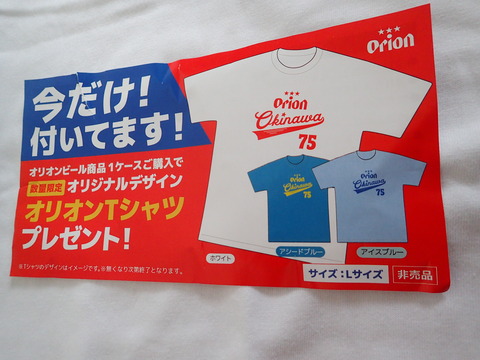 今だけ!
付いてます!
オリオンビール商品1ケースご購入で
数量限定 オリジナルデザイン
オリオンTシャツ
プレゼント!
※Tシャツのデザインはイメージです。※無くなり次第終了となります。
Orion
Orion
Okinawa
75
Orion
Okinawa
75
Orion
Okinawa
75
ホワイト
アシードブルー
アイスブルー
サイズ:Lサイズ
非売品